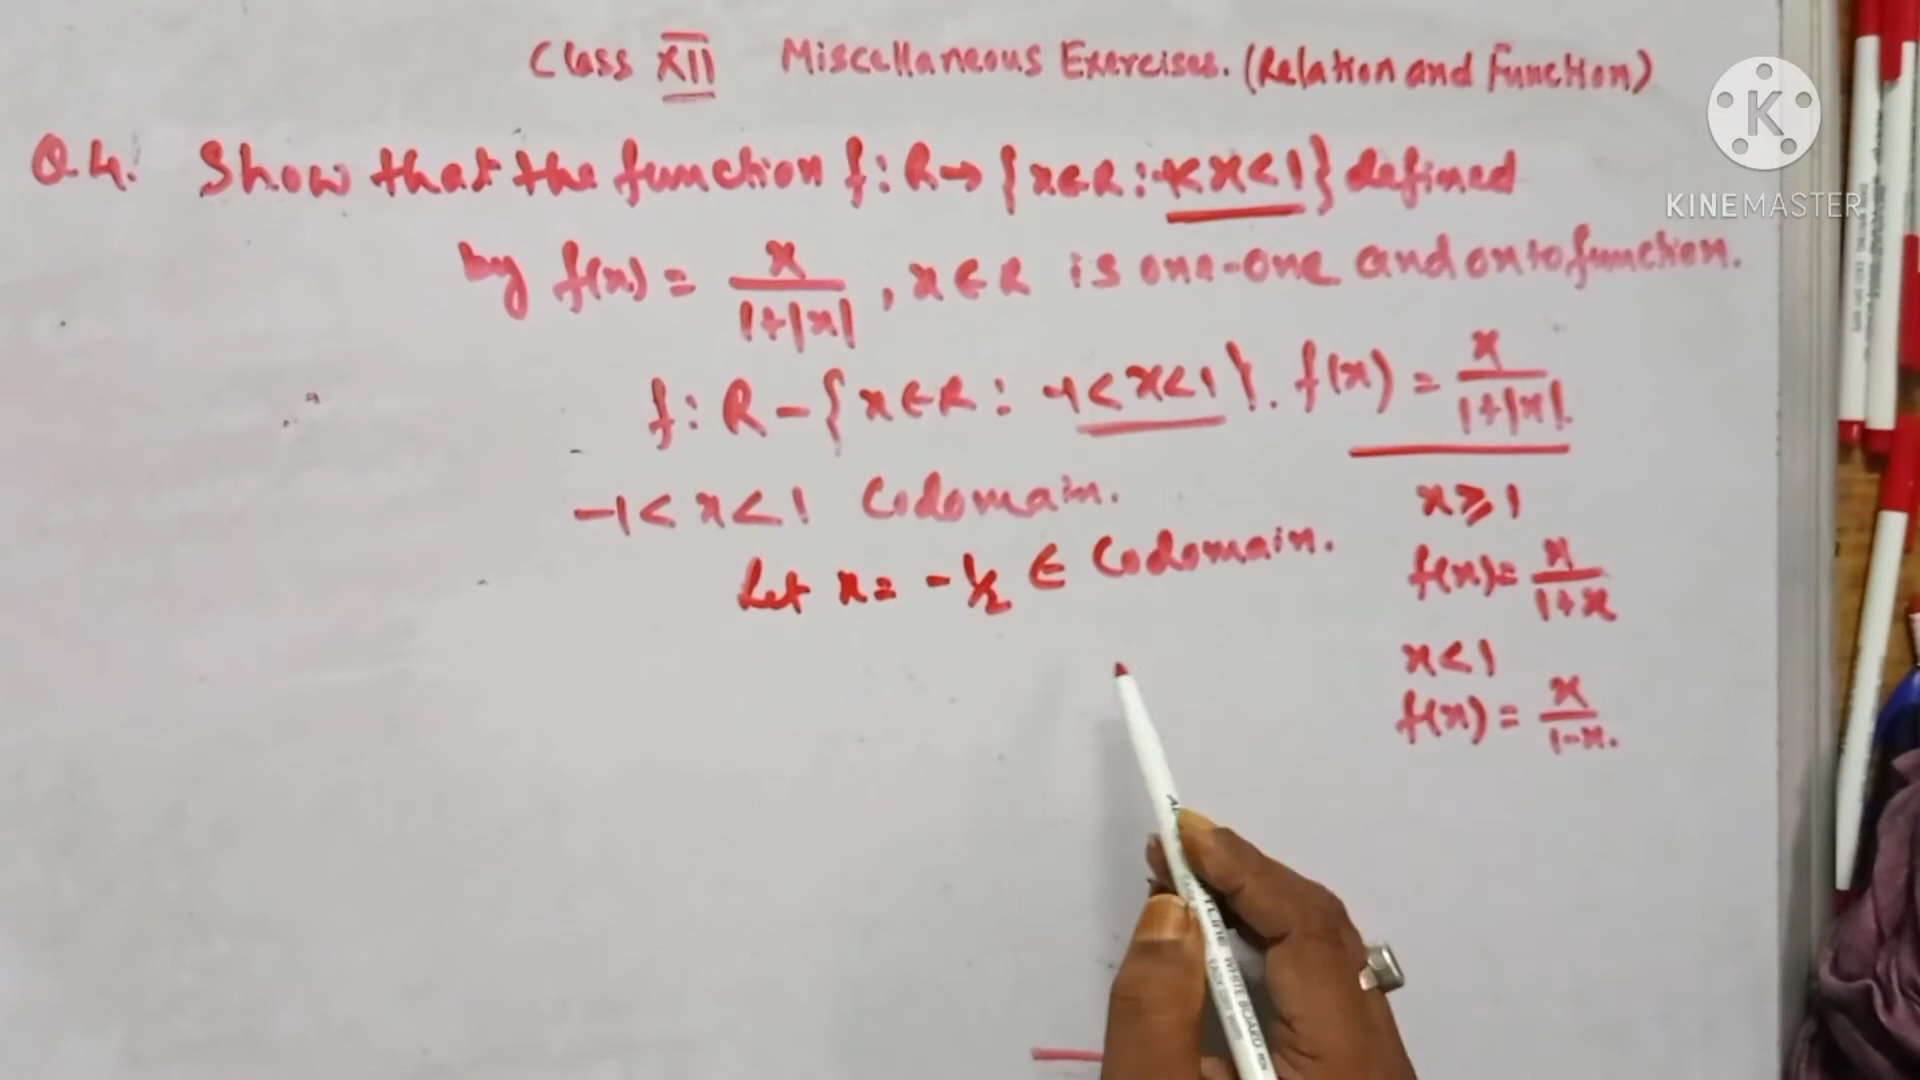 Class XII Miscellaneous Exercises. (Relation and Function)
Q.4. Show that the function f : R→ {x∈R : -1<x<1} defined
by f(x) = x/1+|x| , x∈R is one-one and onto function.
f : R - {x∈R : -1<x<1}. f(x) = x/1+|x|.
-1< x<1 Codomain.
x≥1
Let x= -1/2 ∈ Codomain.
f(x)= x/1+x
x<1
f(x) = x/1-x.
K
KINEMASTER
WHITE BOARD